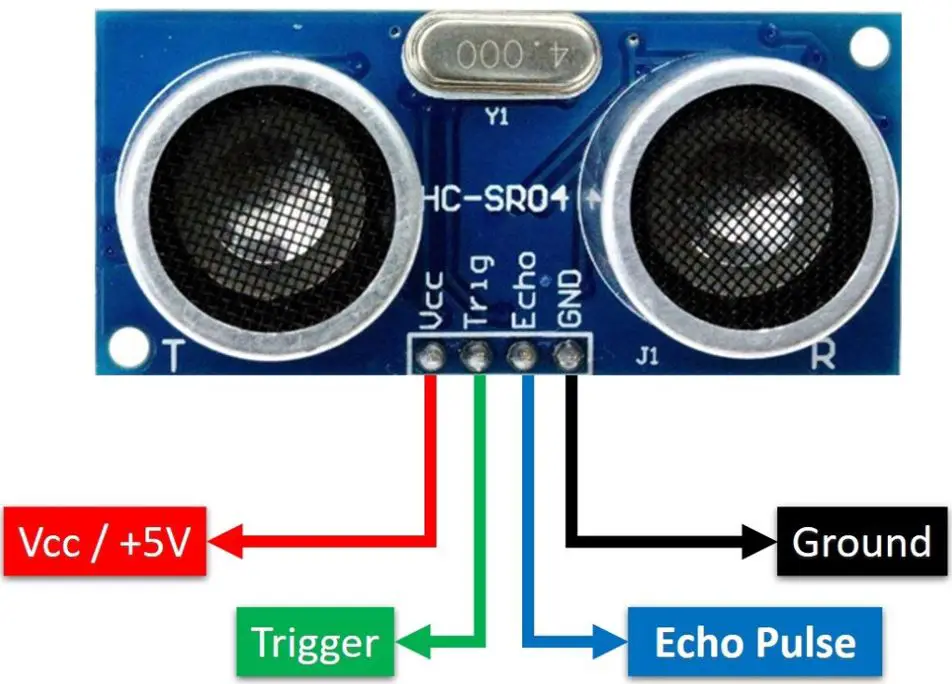 4.000
Y1
HC-SR04
Vcc
Trig
Echo
GND
T
J1
R
Vcc / +5V
Ground
Trigger
Echo Pulse